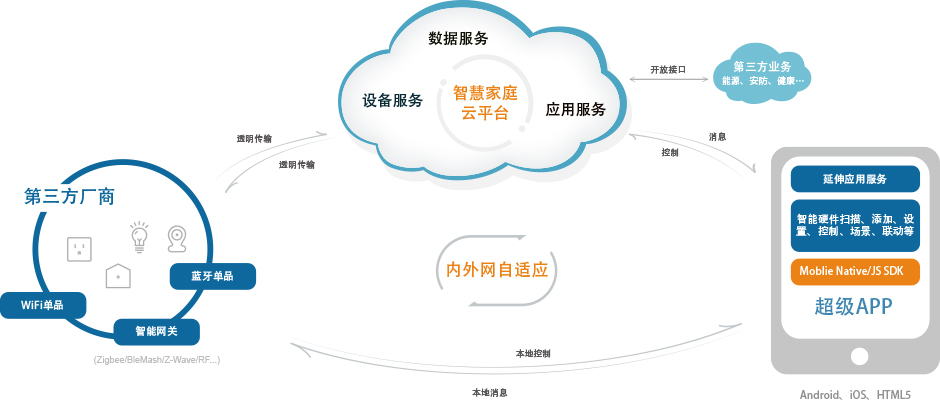 数据服务
设备服务
智慧家庭
云平台
应用服务
开放接口
第三方业务
能源、安防、健康···
透明传输
透明传输
消息
控制
第三方厂商
蓝牙单品
WiFi单品
智能网关
(Zigbee/BleMash/Z-Wave/RF...)
内外网自适应
延伸应用服务
智能硬件扫描、添加、设
置、控制、场景、联动等
Moblie Native/JS SDK
超级APP
本地控制
本地消息
Android、iOS、HTML5